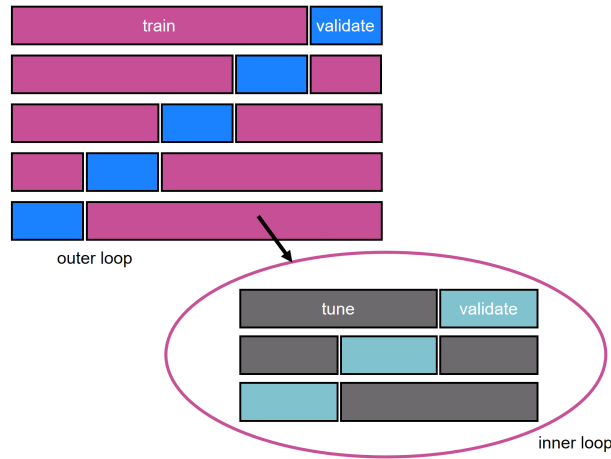 train
validate
outer loop
tune
validate
inner loop